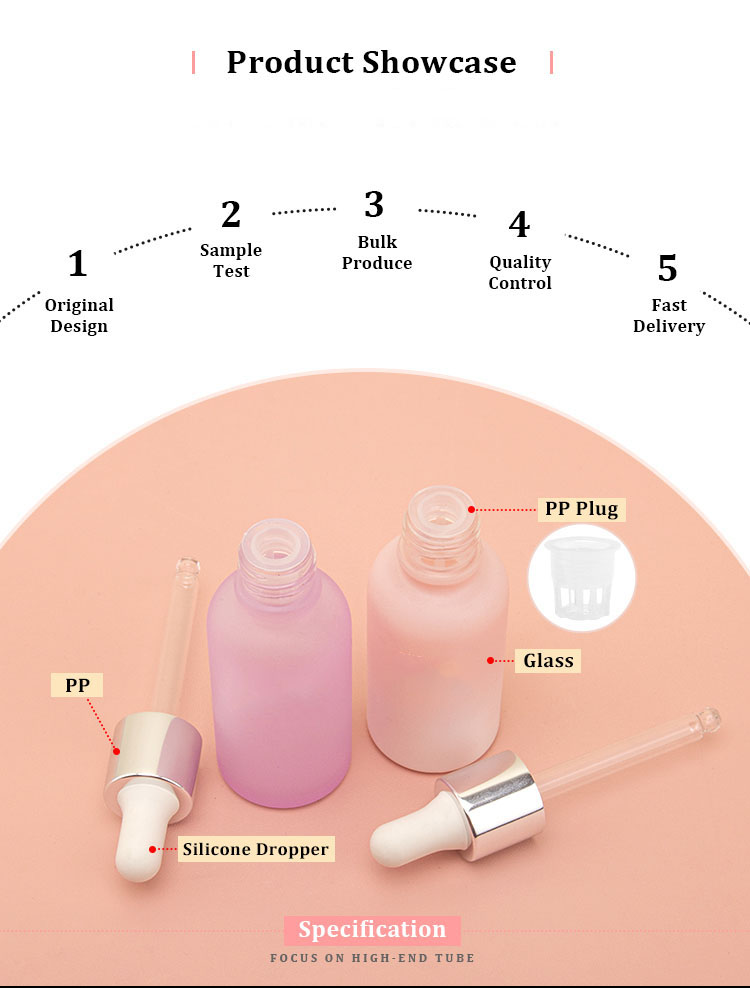 Product Showcase
1
Original
Design
2
Sample
Test
3
Bulk
Produce
4
Quality
Control
5
Fast
Delivery
PP Plug
Glass
PP
Silicone Dropper
Specification
FOCUS ON HIGH-END TUBE